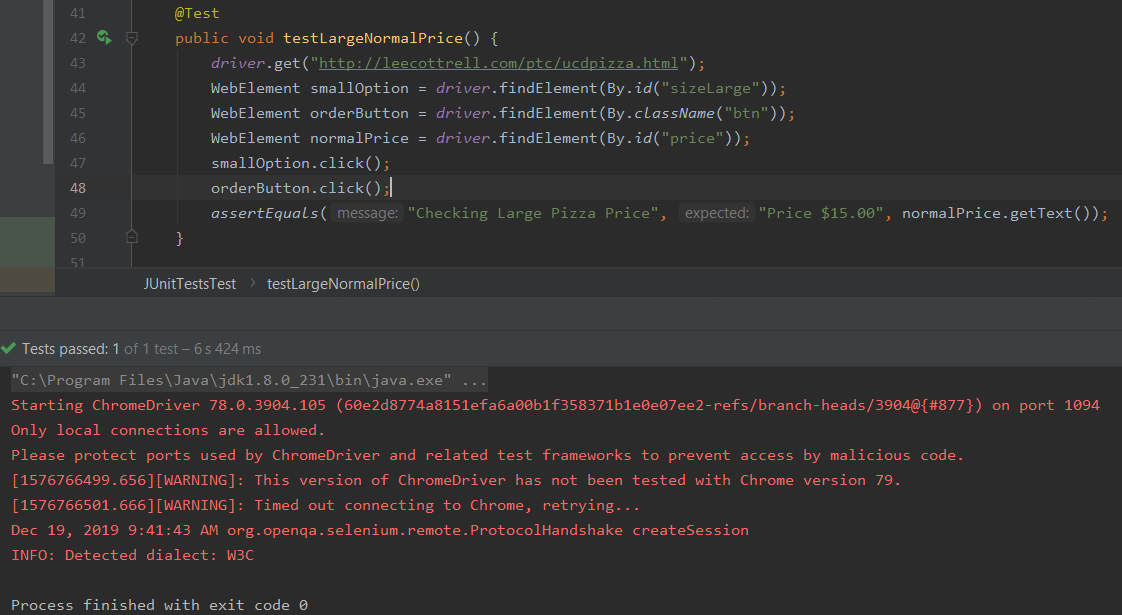 41 @Test
42 public void testLargeNormalPrice() {
43 driver.get("http://leecottrell.com/ptc/ucdpizza.html");
44 WebElement smallOption = driver.findElement(By.id("sizeLarge"));
45 WebElement orderButton = driver.findElement(By.className("btn"));
46 WebElement normalPrice = driver.findElement(By.id("price"));
47 smallOption.click();
48 orderButton.click();
49 assertEquals( message: "Checking Large Pizza Price", expected: "Price $15.00", normalPrice.getText());
50 }
51
JUnitTestsTest › testLargeNormalPrice()
Tests passed: 1 of 1 test – 6 s 424 ms
"C:\Program Files\Java\jdk1.8.0_231\bin\java.exe" ...
Starting ChromeDriver 78.0.3904.105 (60e2d8774a8151efa6a00b1f358371b1e0e07ee2-refs/branch-heads/3904@{#877}) on port 1094
Only local connections are allowed.
Please protect ports used by ChromeDriver and related test frameworks to prevent access by malicious code.
[1576766499.656][WARNING]: This version of ChromeDriver has not been tested with Chrome version 79.
[1576766501.666][WARNING]: Timed out connecting to Chrome, retrying...
Dec 19, 2019 9:41:43 AM org.openqa.selenium.remote.ProtocolHandshake createSession
INFO: Detected dialect: W3C
Process finished with exit code 0